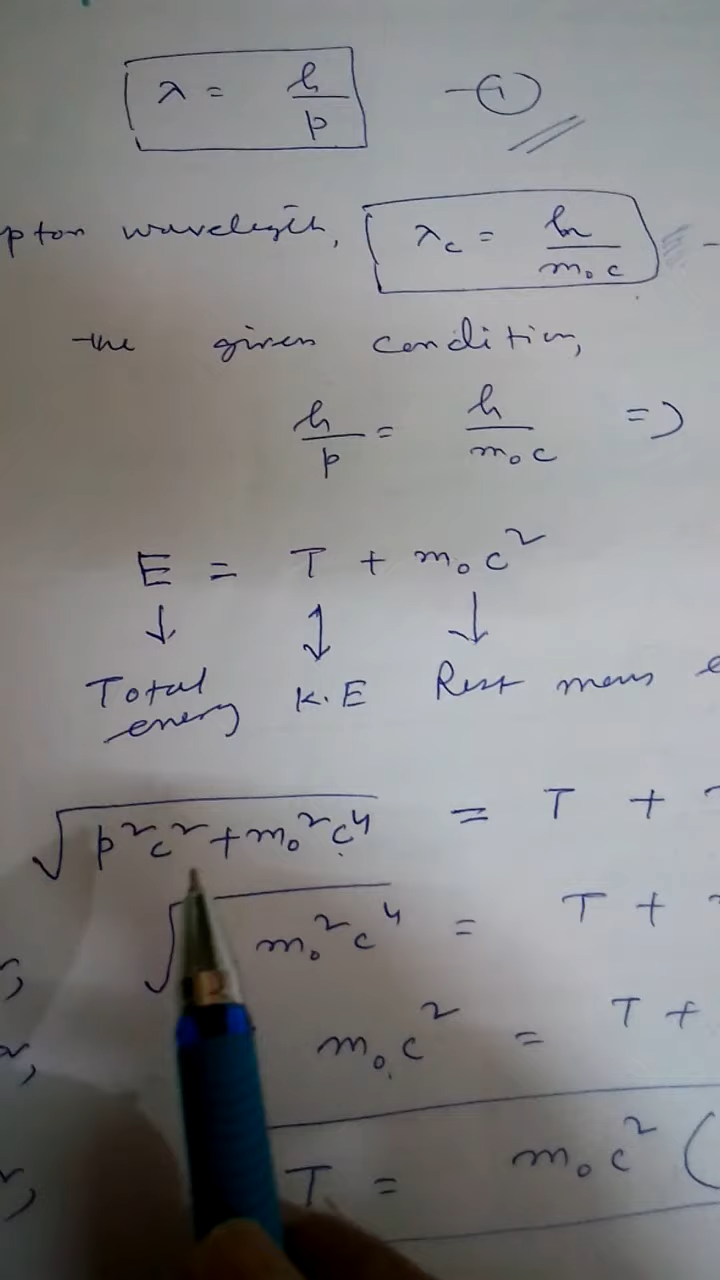 λ = h/p — ①
pton wavelength, λc = h/m₀c
the given condition,
h/p = h/m₀c =>
E = T + m₀c²
↓ ↕ ↓
Total energy K.E Rest mass e
√(p²c² + m₀²c⁴) = T +
√( m₀²c⁴ = T +
m₀c² = T +
T = m₀c² (